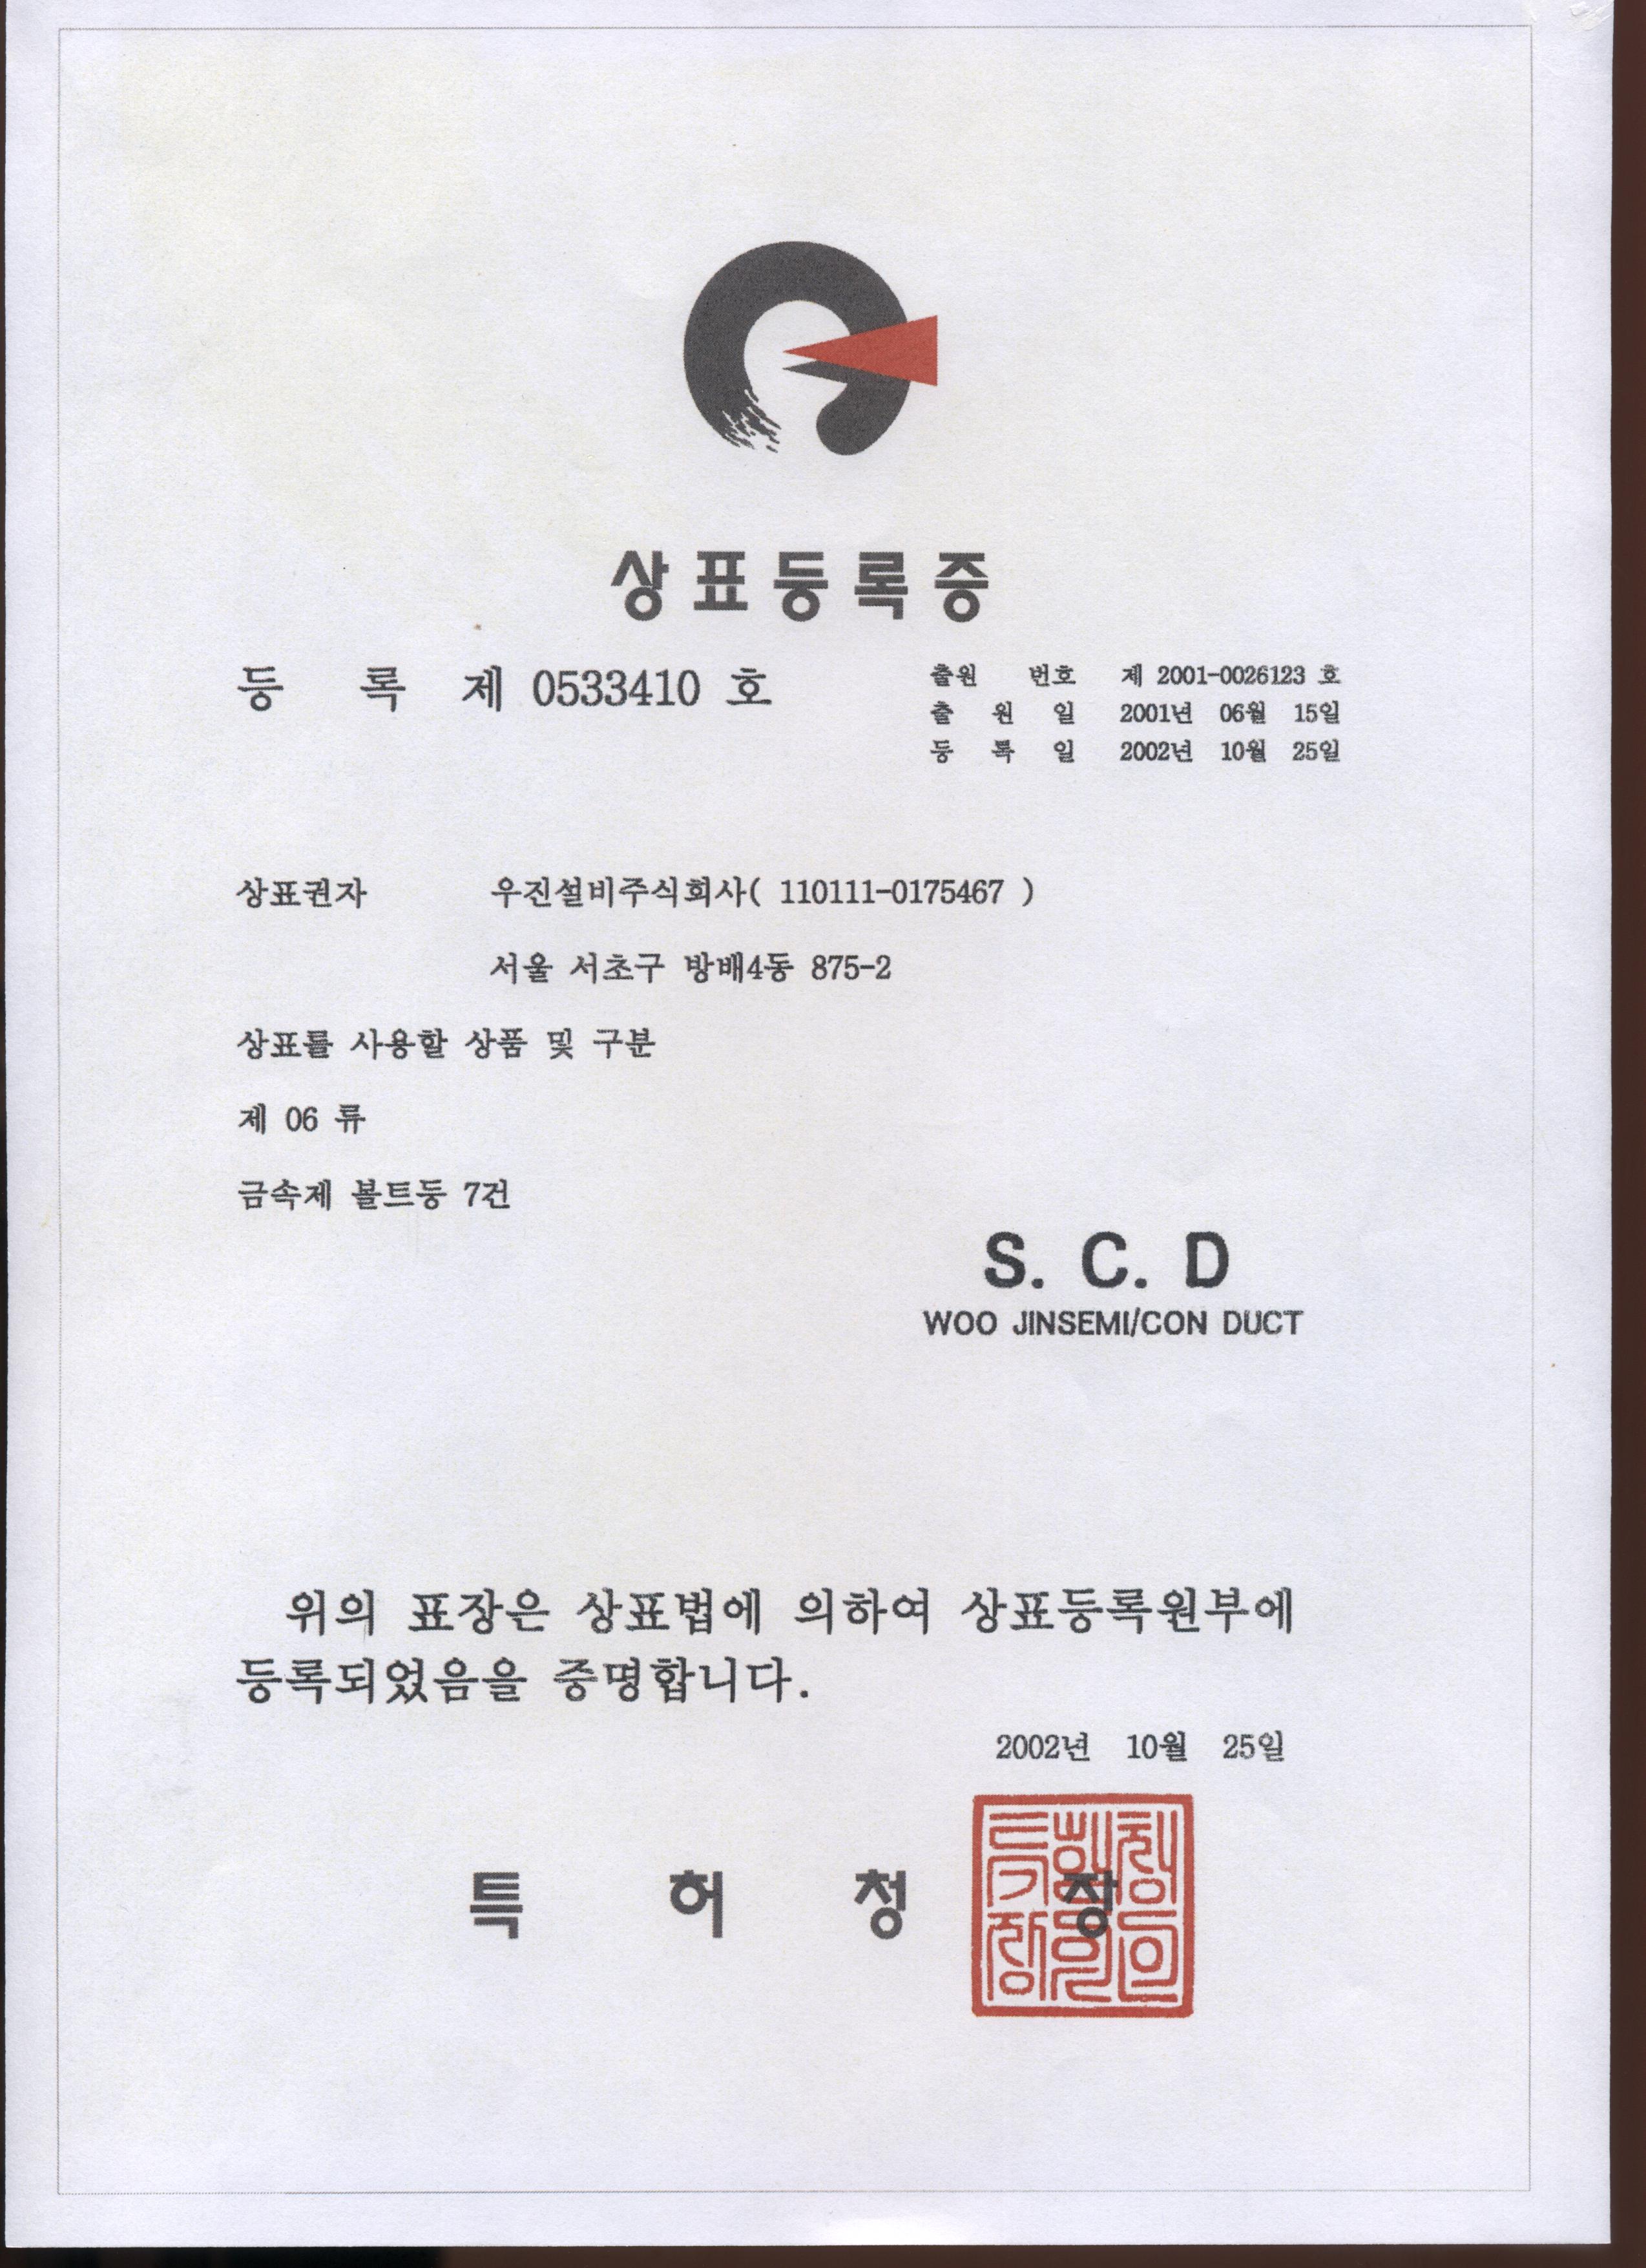 상표등록증
등 록 제 0533410 호
출원 번호 제 2001-0026123 호
출 원 일 2001년 06월 15일
등 록 일 2002년 10월 25일
상표권자 우진설비주식회사( 110111-0175467 )
서울 서초구 방배4동 875-2
상표를 사용할 상품 및 구분
제 06 류
금속제 볼트등 7건
S. C. D
WOO JINSEMI/CON DUCT
위의 표장은 상표법에 의하여 상표등록원부에
등록되었음을 증명합니다.
2002년 10월 25일
특 허 청 장